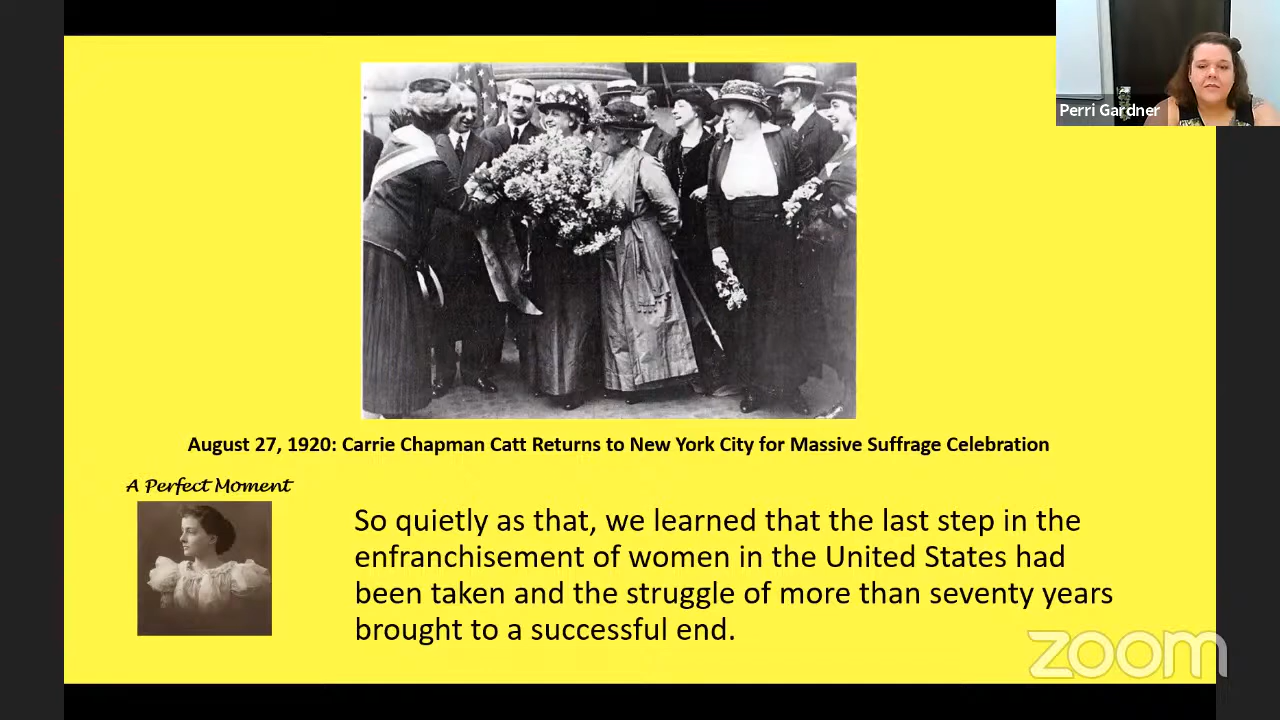 Perri Gardner
August 27, 1920: Carrie Chapman Catt Returns to New York City for Massive Suffrage Celebration
A Perfect Moment
So quietly as that, we learned that the last step in the
enfranchisement of women in the United States had
been taken and the struggle of more than seventy years
brought to a successful end.
zoom